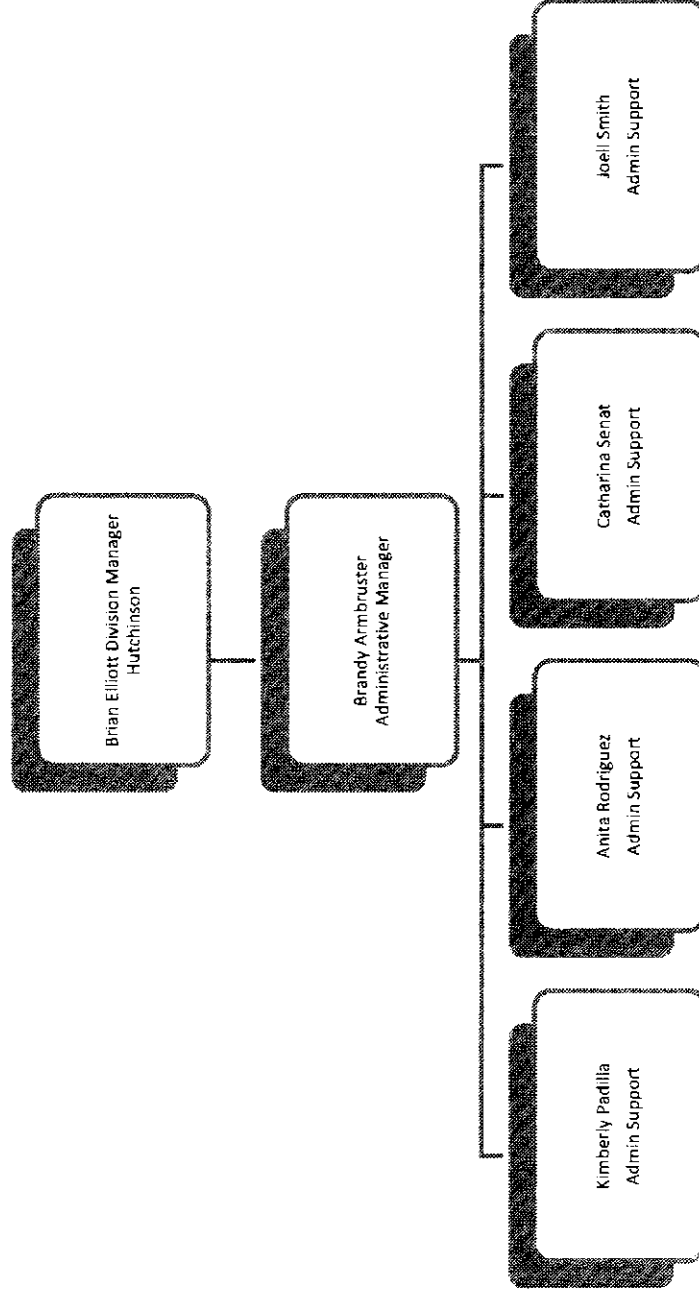 Brian Elliott Division Manager
Hutchinson
Brandy Armbruster
Administrative Manager
Kimberly Padilla
Admin Support
Anita Rodriguez
Admin Support
Catharina Senat
Admin Support
Joell Smith
Admin Support